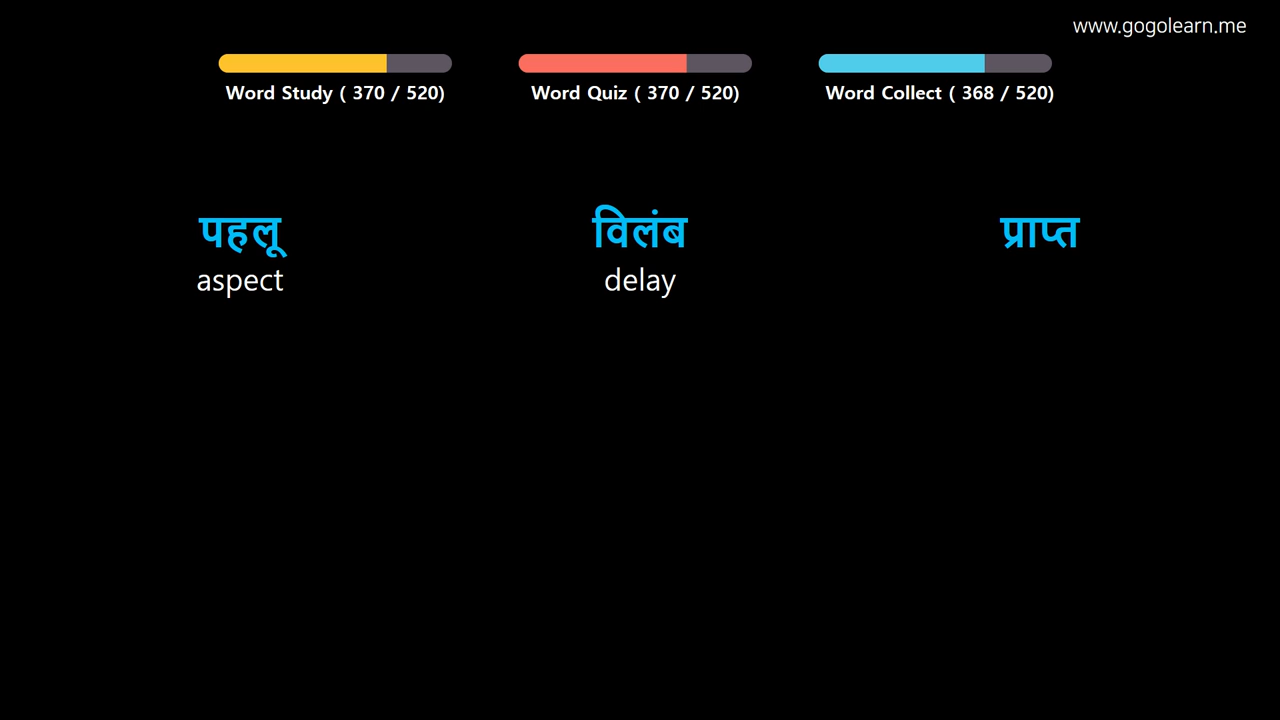 www.gogolearn.me
Word Study ( 370 / 520)
Word Quiz ( 370 / 520)
Word Collect ( 368 / 520)
पहलू
aspect
विलंब
delay
प्राप्त